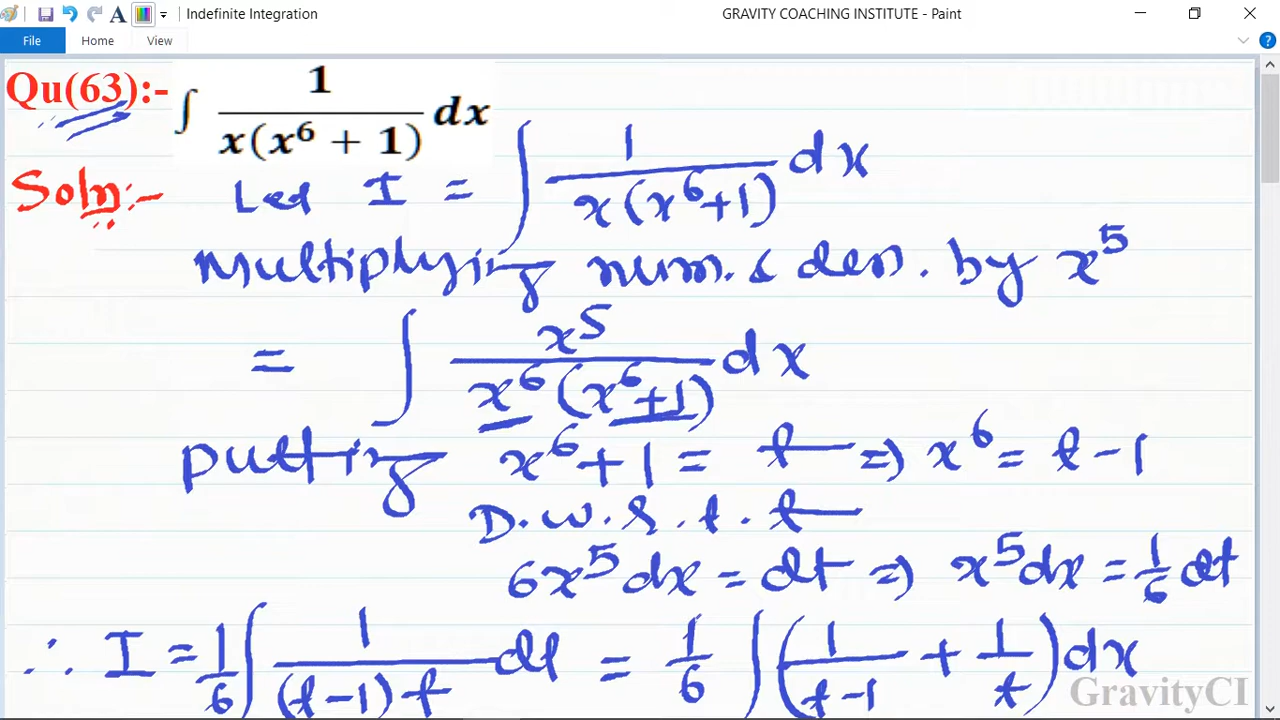 Indefinite Integration
GRAVITY COACHING INSTITUTE - Paint
File Home View
Qu(63):- ∫ 1/(x(x⁶ + 1)) dx
Soln:- Let I = ∫ 1/(x(x⁶+1)) dx
Multiplying num. & den. by x⁵
= ∫ x⁵/(x⁶(x⁶+1)) dx
putting x⁶+1 = t ⇒ x⁶ = t-1
D.w.r.t.t
6x⁵dx = dt ⇒ x⁵dx = 1/6 dt
∴ I = 1/6 ∫ 1/((t-1)t) dt = 1/6 ∫ (1/(t-1) + 1/t) dx
GravityCI